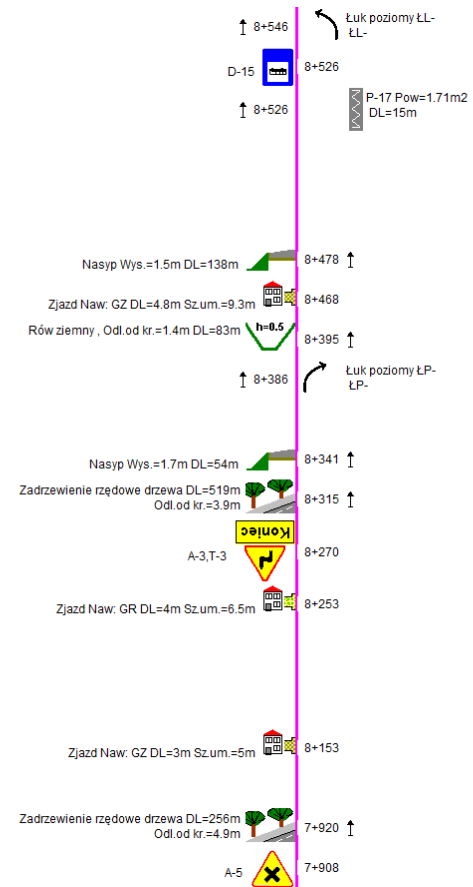 8+546
Łuk poziomy ŁL-
ŁL-
D-15
8+526
8+526
P-17 Pow=1.71m2
DL=15m
Nasyp Wys.=1.5m DL=138m
8+478
Zjazd Naw: GZ DL=4.8m Sz.um.=9.3m
8+468
Rów ziemny , Odl.od kr.=1.4m DL=83m
h=0.5
8+395
8+386
Łuk poziomy ŁP-
ŁP-
Nasyp Wys.=1.7m DL=54m
8+341
Zadrzewienie rzędowe drzewa DL=519m
Odl.od kr.=3.9m
8+315
Koniec
A-3,T-3
8+270
Zjazd Naw: GR DL=4m Sz.um.=6.5m
8+253
Zjazd Naw: GZ DL=3m Sz.um=5m
8+153
Zadrzewienie rzędowe drzewa DL=256m
Odl.od kr.=4.9m
7+920
A-5
7+908